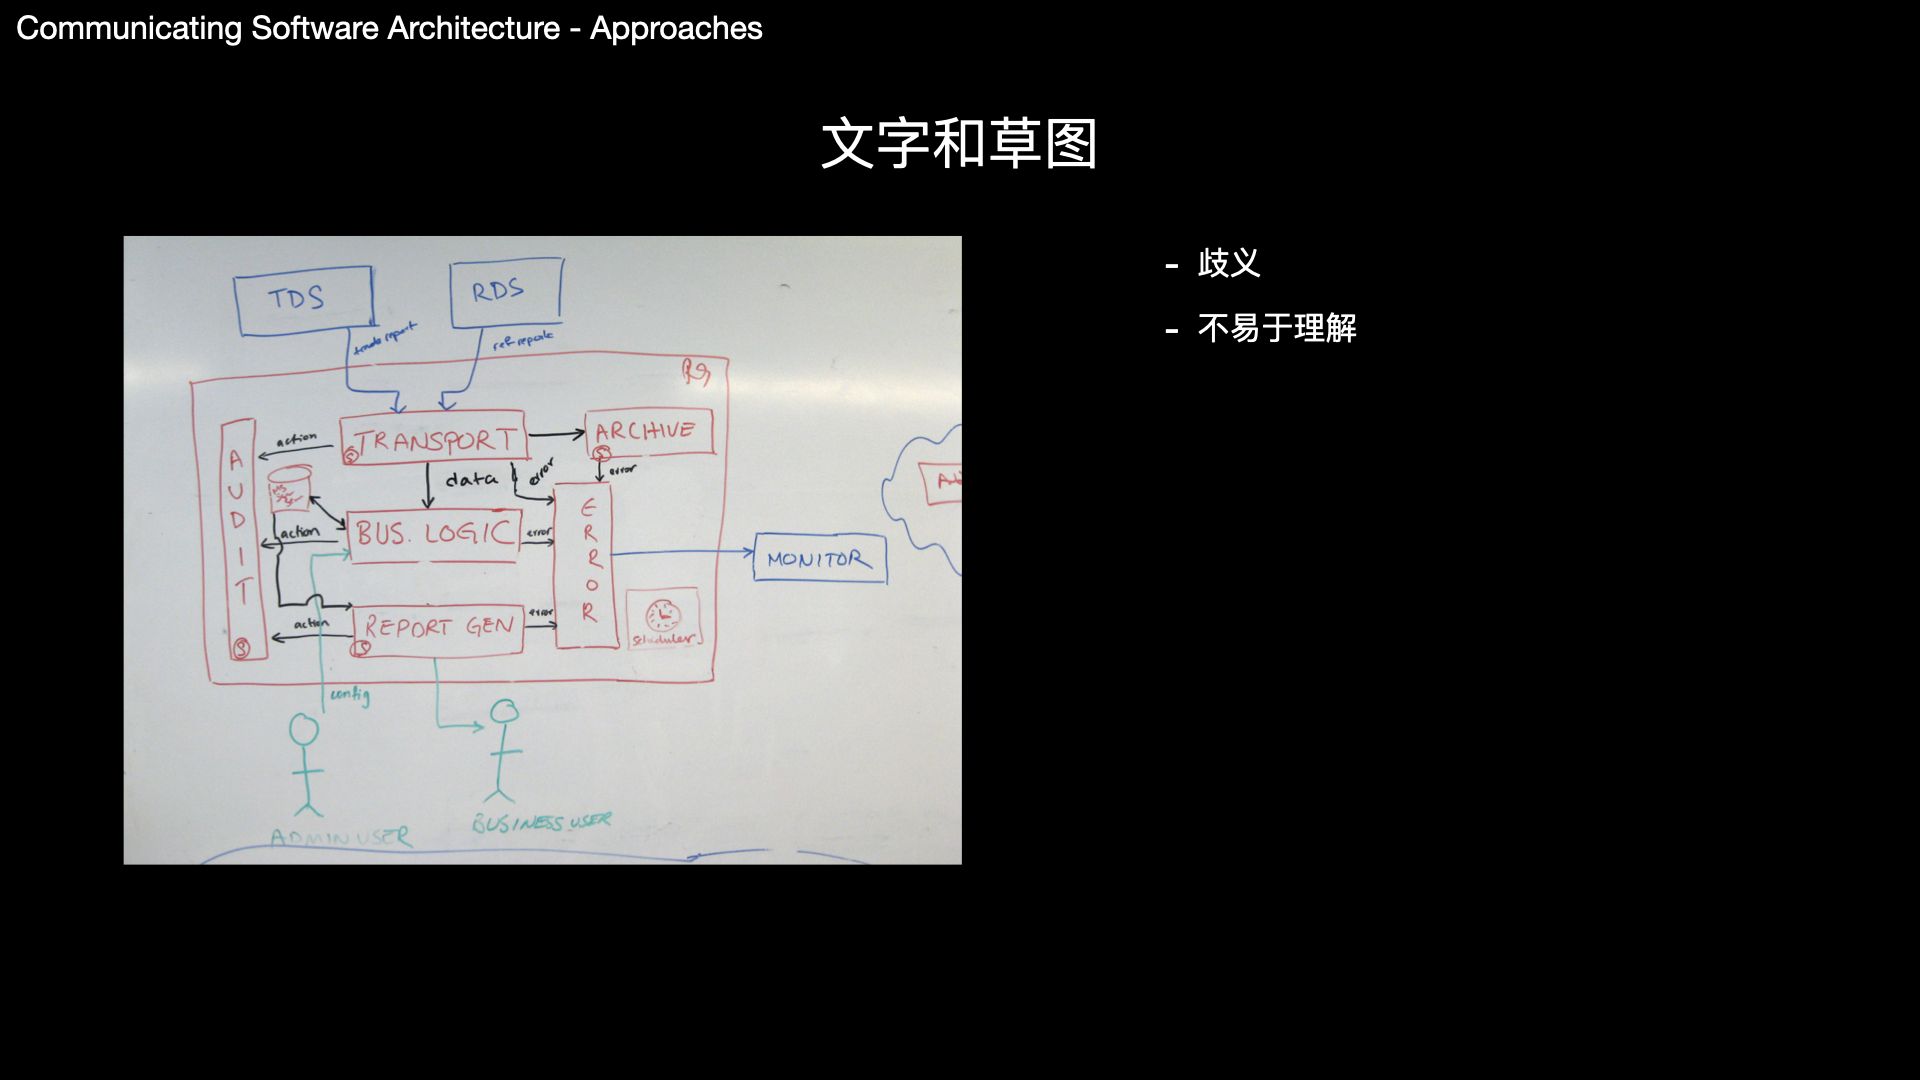 Communicating Software Architecture - Approaches
文字和草图
- 歧义
- 不易于理解
TDS
RDS
trade report
TRANSPORT
ARCHIVE
S
S
action
data
error
error
AUDIT
BUS. LOGIC
action
error
ERROR
MONITOR
REPORT GEN
action
error
S
S
scheduler
config
ADMIN USER
BUSINESS USER